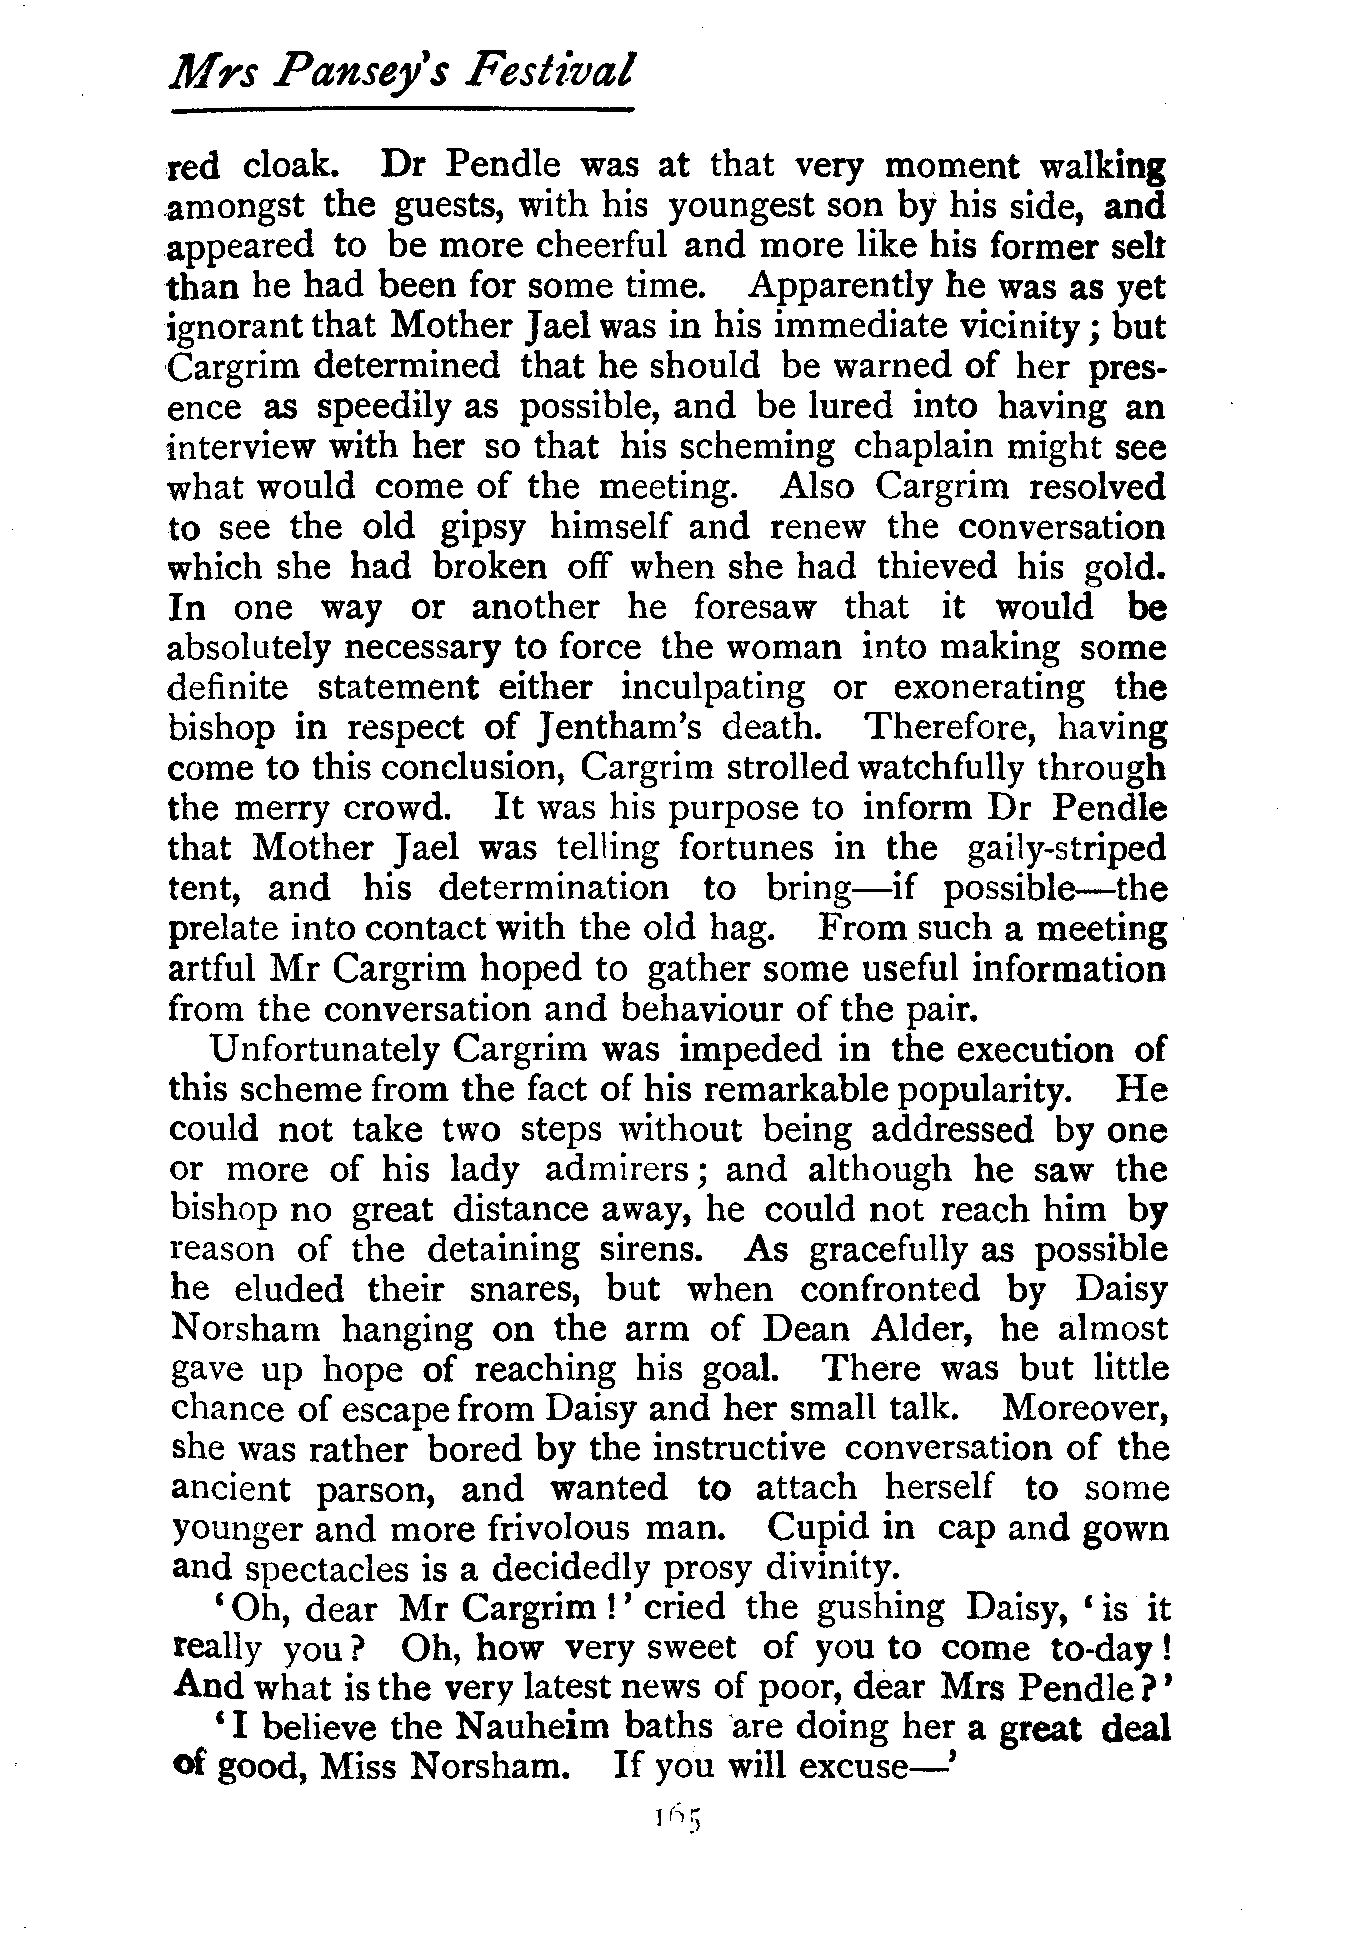 Mrs Pansey's Festival
red cloak. Dr Pendle was at that very moment walking
amongst the guests, with his youngest son by his side, and
appeared to be more cheerful and more like his former self
than he had been for some time. Apparently he was as yet
ignorant that Mother Jael was in his immediate vicinity ; but
Cargrim determined that he should be warned of her pres-
ence as speedily as possible, and be lured into having an
interview with her so that his scheming chaplain might see
what would come of the meeting. Also Cargrim resolved
to see the old gipsy himself and renew the conversation
which she had broken off when she had thieved his gold.
In one way or another he foresaw that it would be
absolutely necessary to force the woman into making some
definite statement either inculpating or exonerating the
bishop in respect of Jentham's death. Therefore, having
come to this conclusion, Cargrim strolled watchfully through
the merry crowd. It was his purpose to inform Dr Pendle
that Mother Jael was telling fortunes in the gaily-striped
tent, and his determination to bring—if possible—the
prelate into contact with the old hag. From such a meeting
artful Mr Cargrim hoped to gather some useful information
from the conversation and behaviour of the pair.
Unfortunately Cargrim was impeded in the execution of
this scheme from the fact of his remarkable popularity. He
could not take two steps without being addressed by one
or more of his lady admirers ; and although he saw the
bishop no great distance away, he could not reach him by
reason of the detaining sirens. As gracefully as possible
he eluded their snares, but when confronted by Daisy
Norsham hanging on the arm of Dean Alder, he almost
gave up hope of reaching his goal. There was but little
chance of escape from Daisy and her small talk. Moreover,
she was rather bored by the instructive conversation of the
ancient parson, and wanted to attach herself to some
younger and more frivolous man. Cupid in cap and gown
and spectacles is a decidedly prosy divinity.
'Oh, dear Mr Cargrim !' cried the gushing Daisy, 'is it
really you ? Oh, how very sweet of you to come to-day !
And what is the very latest news of poor, dear Mrs Pendle ?'
'I believe the Nauheim baths are doing her a great deal
of good, Miss Norsham. If you will excuse—'
165